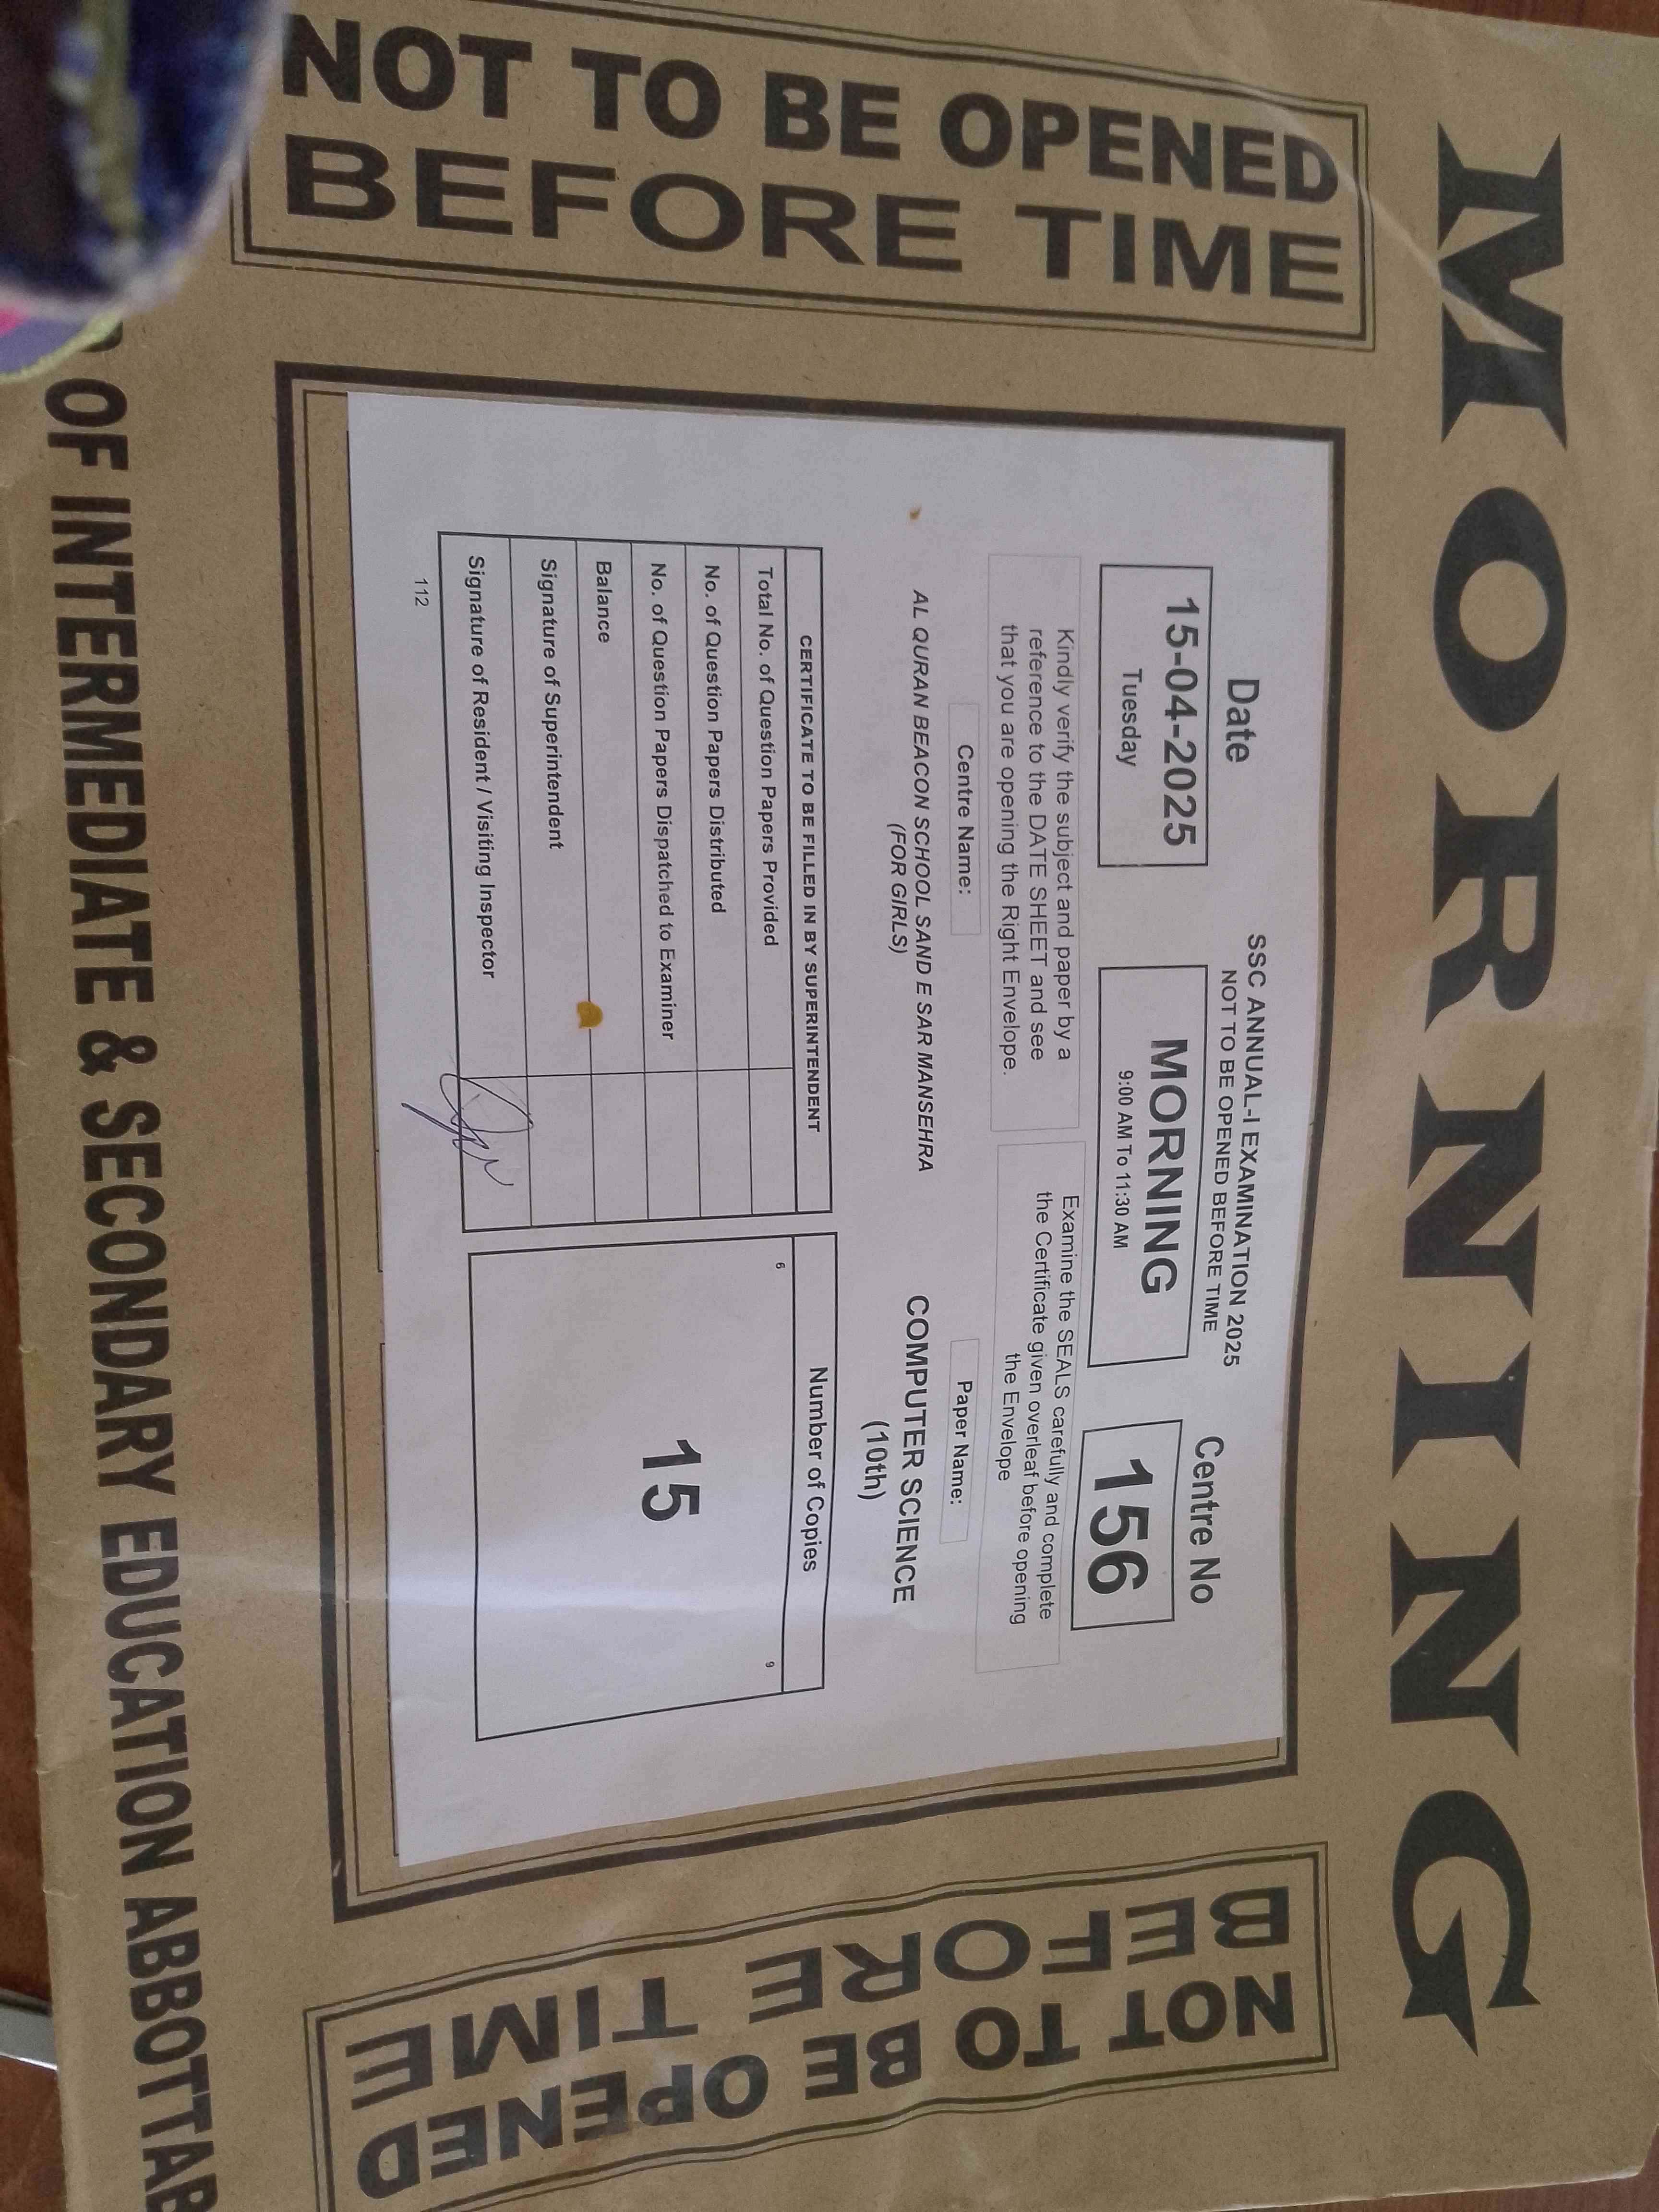 MORNING
NOT TO BE OPENED
BEFORE TIME
SSC ANNUAL-I EXAMINATION 2025
NOT TO BE OPENED BEFORE TIME
Date
15-04-2025
Tuesday
MORNING
9:00 AM To 11:30 AM
Centre No
156
Kindly verify the subject and paper by a
reference to the DATE SHEET and see
that you are opening the Right Envelope.
Examine the SEALS carefully and complete
the Certificate given overleaf before opening
the Envelope
Centre Name:
AL QURAN BEACON SCHOOL SAND E SAR MANSEHRA
(FOR GIRLS)
Paper Name:
COMPUTER SCIENCE
(10th)
CERTIFICATE TO BE FILLED IN BY SUPERINTENDENT
Total No. of Question Papers Provided
No. of Question Papers Distributed
No. of Question Papers Dispatched to Examiner
Balance
Signature of Superintendent
Signature of Resident / Visiting Inspector
112
Number of Copies
6
9
15
NOT TO BE OPENED
BEFORE TIME
OF INTERMEDIATE & SECONDARY EDUCATION ABBOTTAB